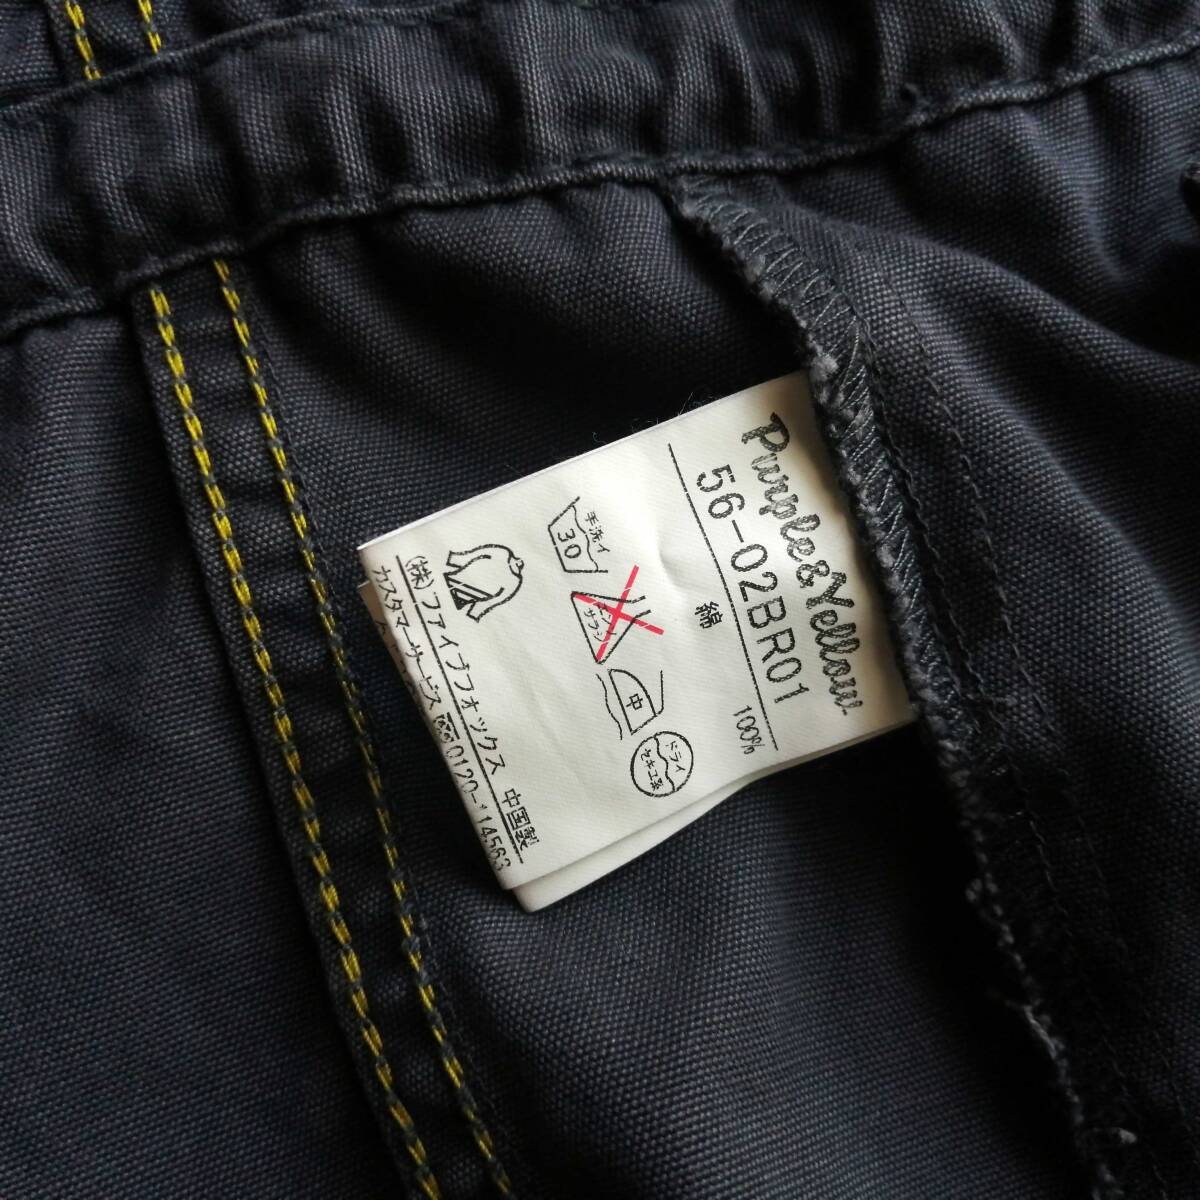 Purple&Yellow
56-02BR01
綿 100%
手洗イ
30
エンソ
サラシ
中
ドライ
セキユ系
(株)ファイブフォックス 中国製
カスタマーサービス 0120-114563